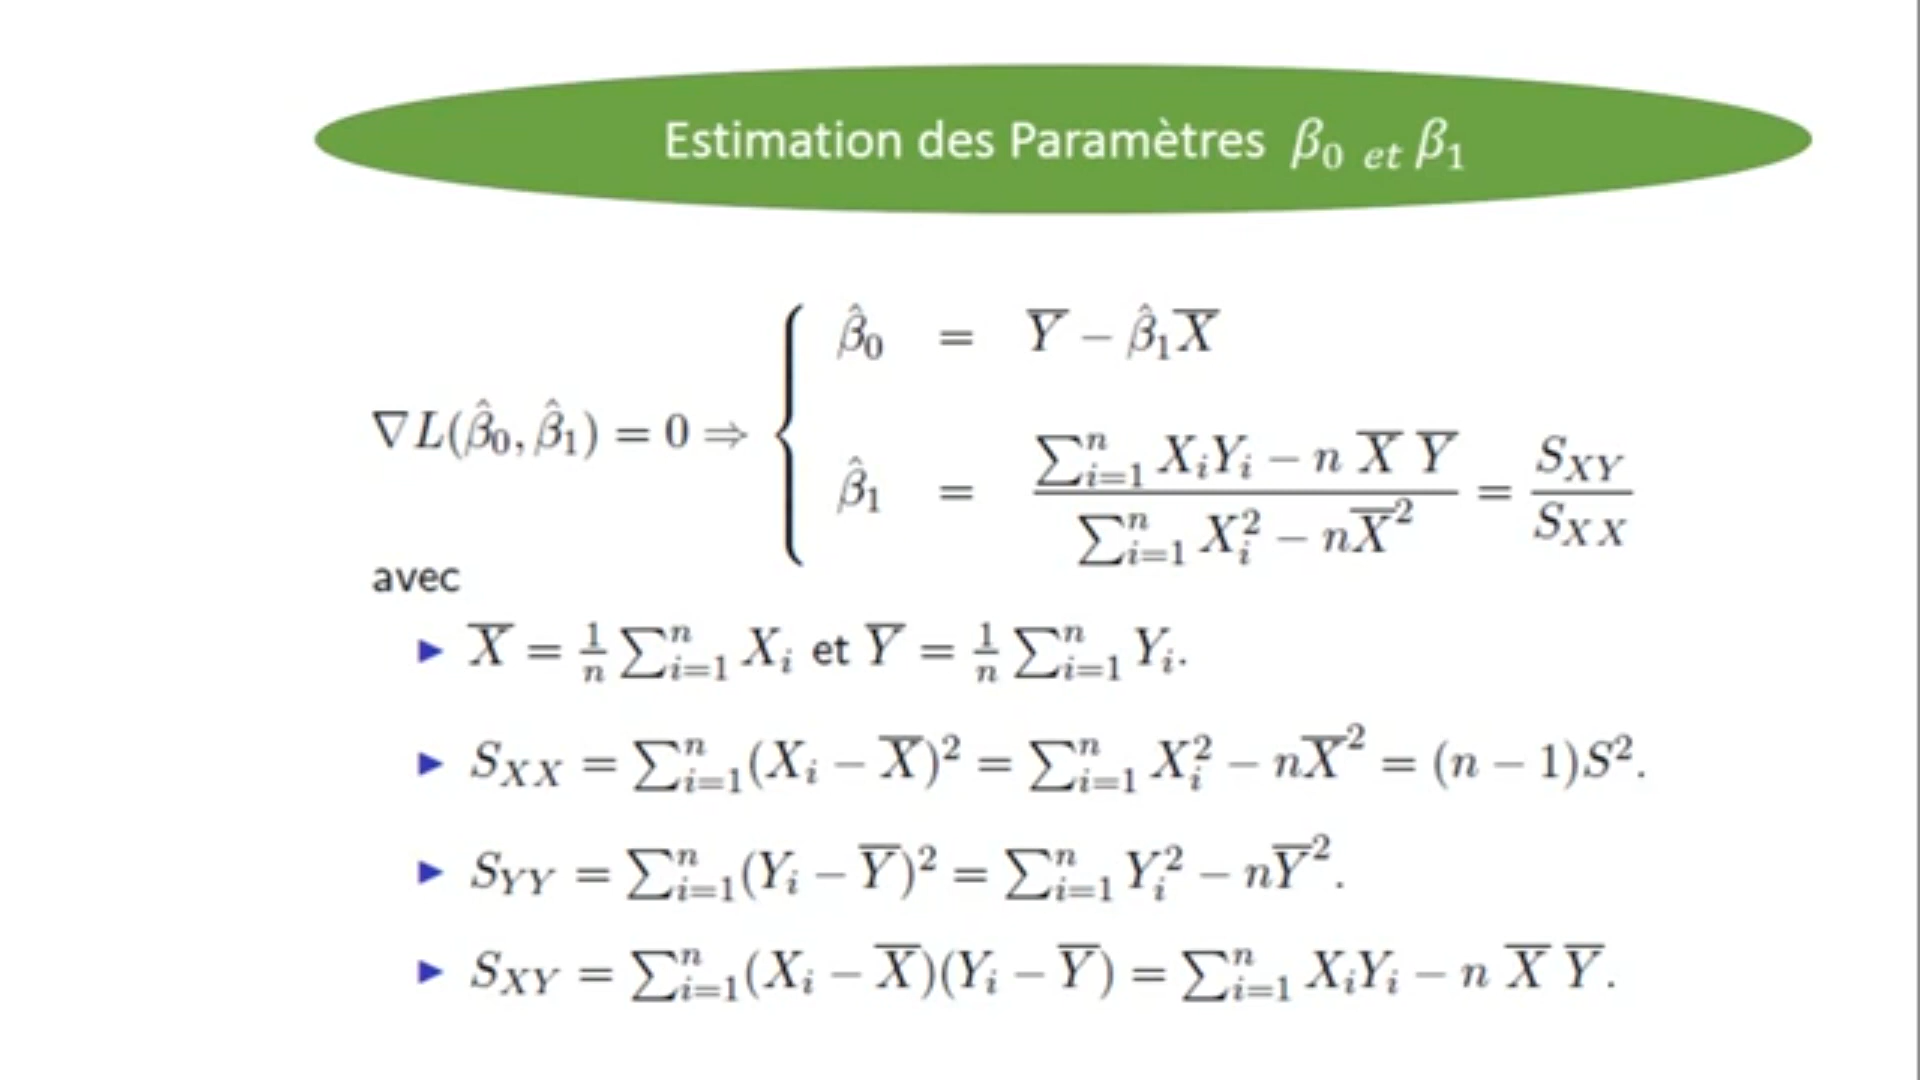 Estimation des Paramètres β₀ et β₁
∇L(β̂₀, β̂₁) = 0 ⇒ { β̂₀ = Y̅ − β̂₁X̅
β̂₁ = (∑ⁿᵢ₌₁ XᵢYᵢ − n X̅ Y̅) / (∑ⁿᵢ₌₁ Xᵢ² − nX̅²) = S_XY / S_XX
avec
► X̅ = 1/n ∑ⁿᵢ₌₁ Xᵢ et Y̅ = 1/n ∑ⁿᵢ₌₁ Yᵢ.
► S_XX = ∑ⁿᵢ₌₁(Xᵢ − X̅)² = ∑ⁿᵢ₌₁ Xᵢ² − nX̅² = (n − 1)S².
► S_YY = ∑ⁿᵢ₌₁(Yᵢ − Y̅)² = ∑ⁿᵢ₌₁ Yᵢ² − nY̅².
► S_XY = ∑ⁿᵢ₌₁(Xᵢ − X̅)(Yᵢ − Y̅) = ∑ⁿᵢ₌₁ XᵢYᵢ − n X̅ Y̅.